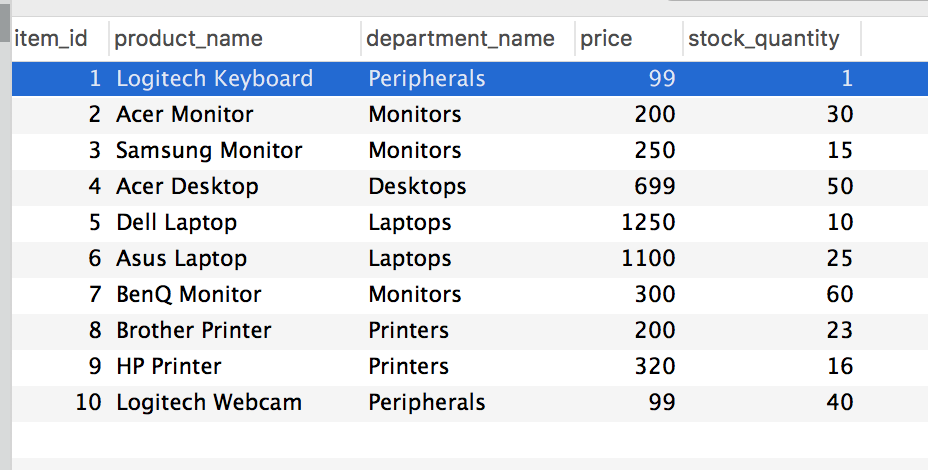 item_id product_name department_name price stock_quantity
1 Logitech Keyboard Peripherals 99 1
2 Acer Monitor Monitors 200 30
3 Samsung Monitor Monitors 250 15
4 Acer Desktop Desktops 699 50
5 Dell Laptop Laptops 1250 10
6 Asus Laptop Laptops 1100 25
7 BenQ Monitor Monitors 300 60
8 Brother Printer Printers 200 23
9 HP Printer Printers 320 16
10 Logitech Webcam Peripherals 99 40